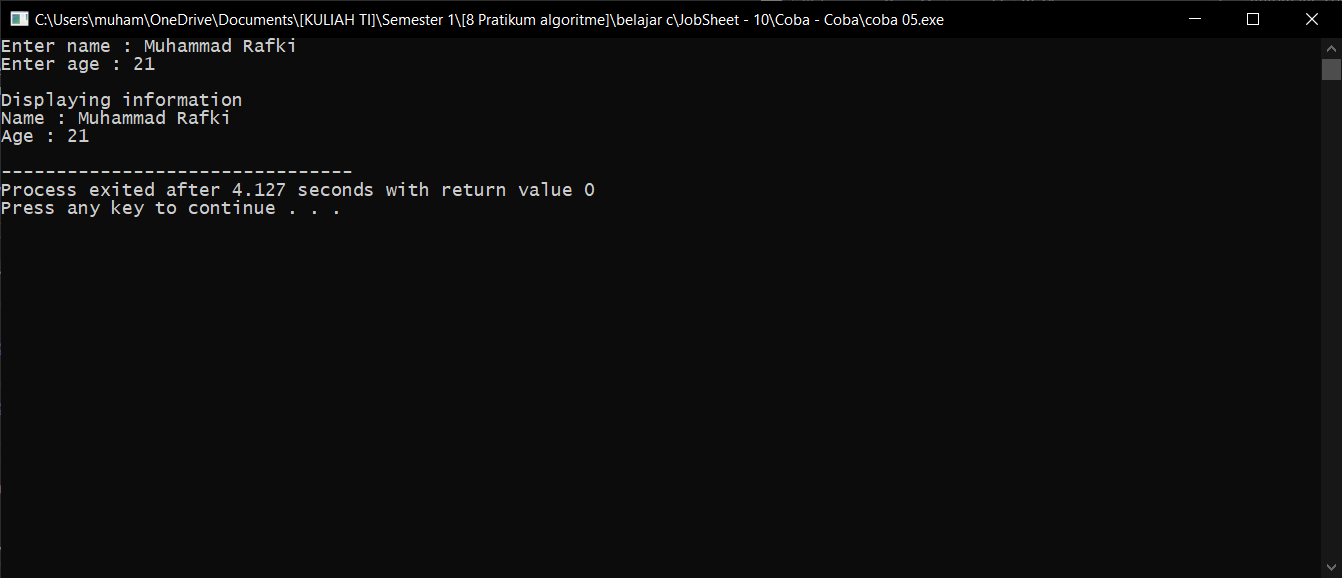 C:\Users\muham\OneDrive\Documents\[KULIAH TI]\Semester 1\[8 Pratikum algoritme]\belajar c\JobSheet - 10\Coba - Coba\coba 05.exe
Enter name : Muhammad Rafki
Enter age : 21
Displaying information
Name : Muhammad Rafki
Age : 21
--------------------------------
Process exited after 4.127 seconds with return value 0
Press any key to continue . . .